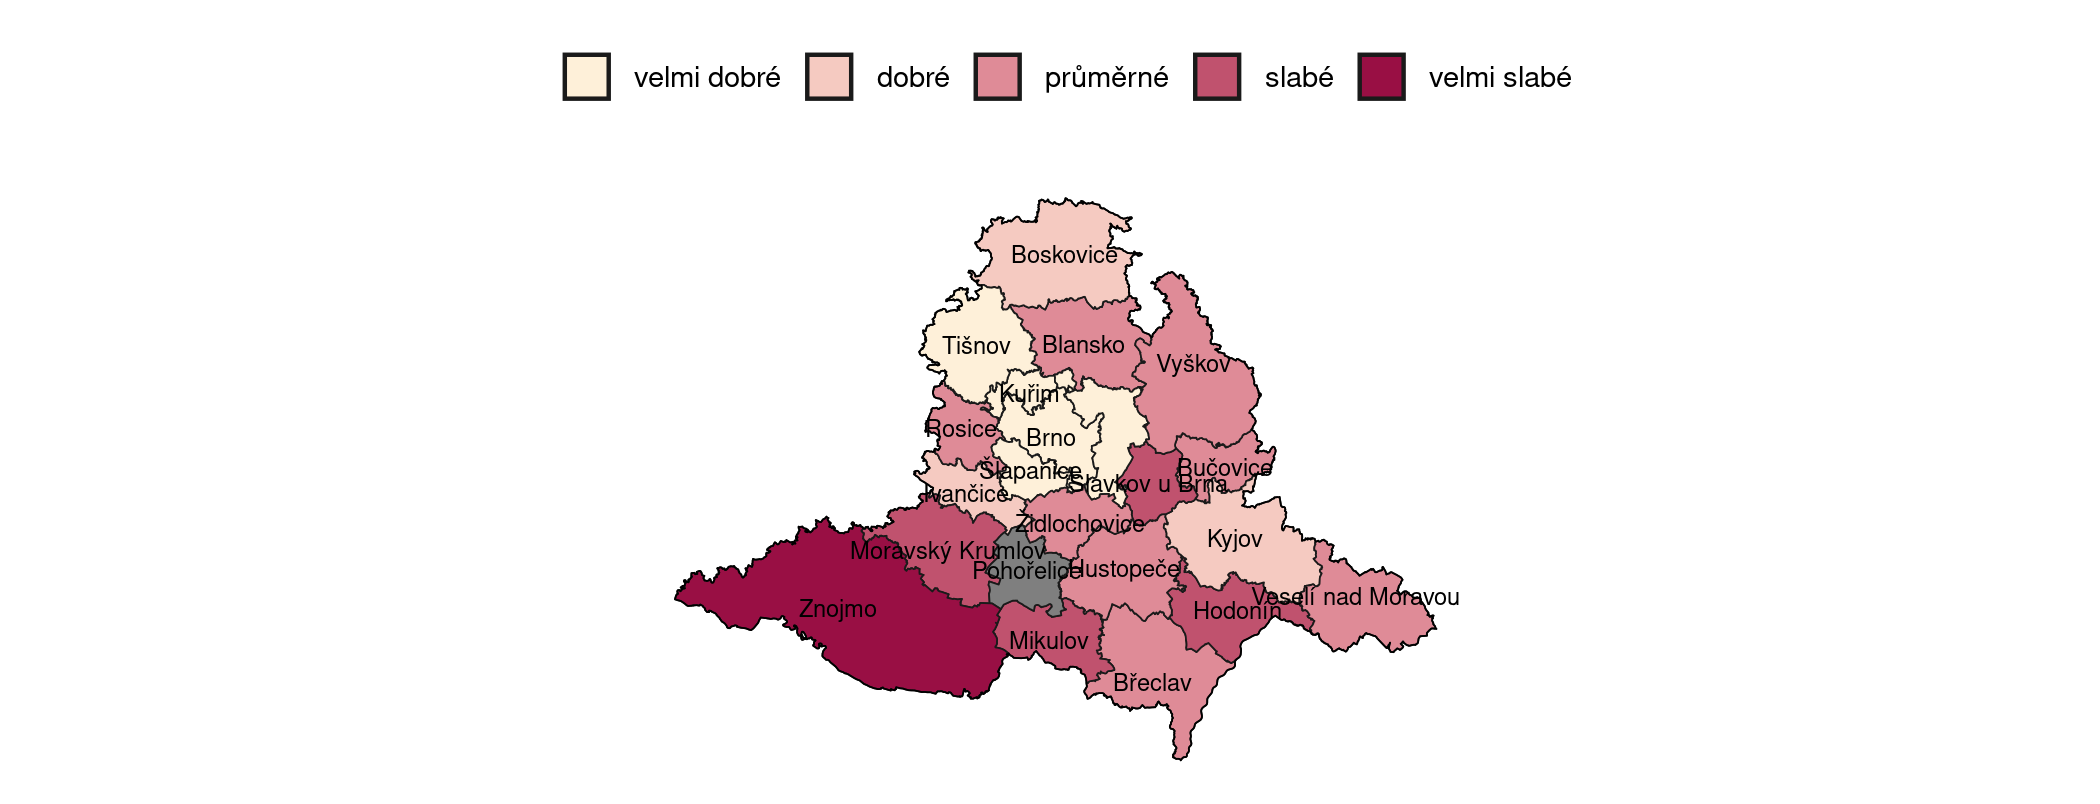 velmi dobré dobré průměrné slabé velmi slabé
Boskovice
Tišnov
Blansko
Vyškov
Kuřim
Rosice
Brno
Šlapanice
Bučovice
Slavkov u Brna
Ivančice
Židlochovice
Kyjov
Moravský Krumlov
Pohořelice
Hustopeče
Veselí nad Moravou
Znojmo
Hodonín
Mikulov
Břeclav